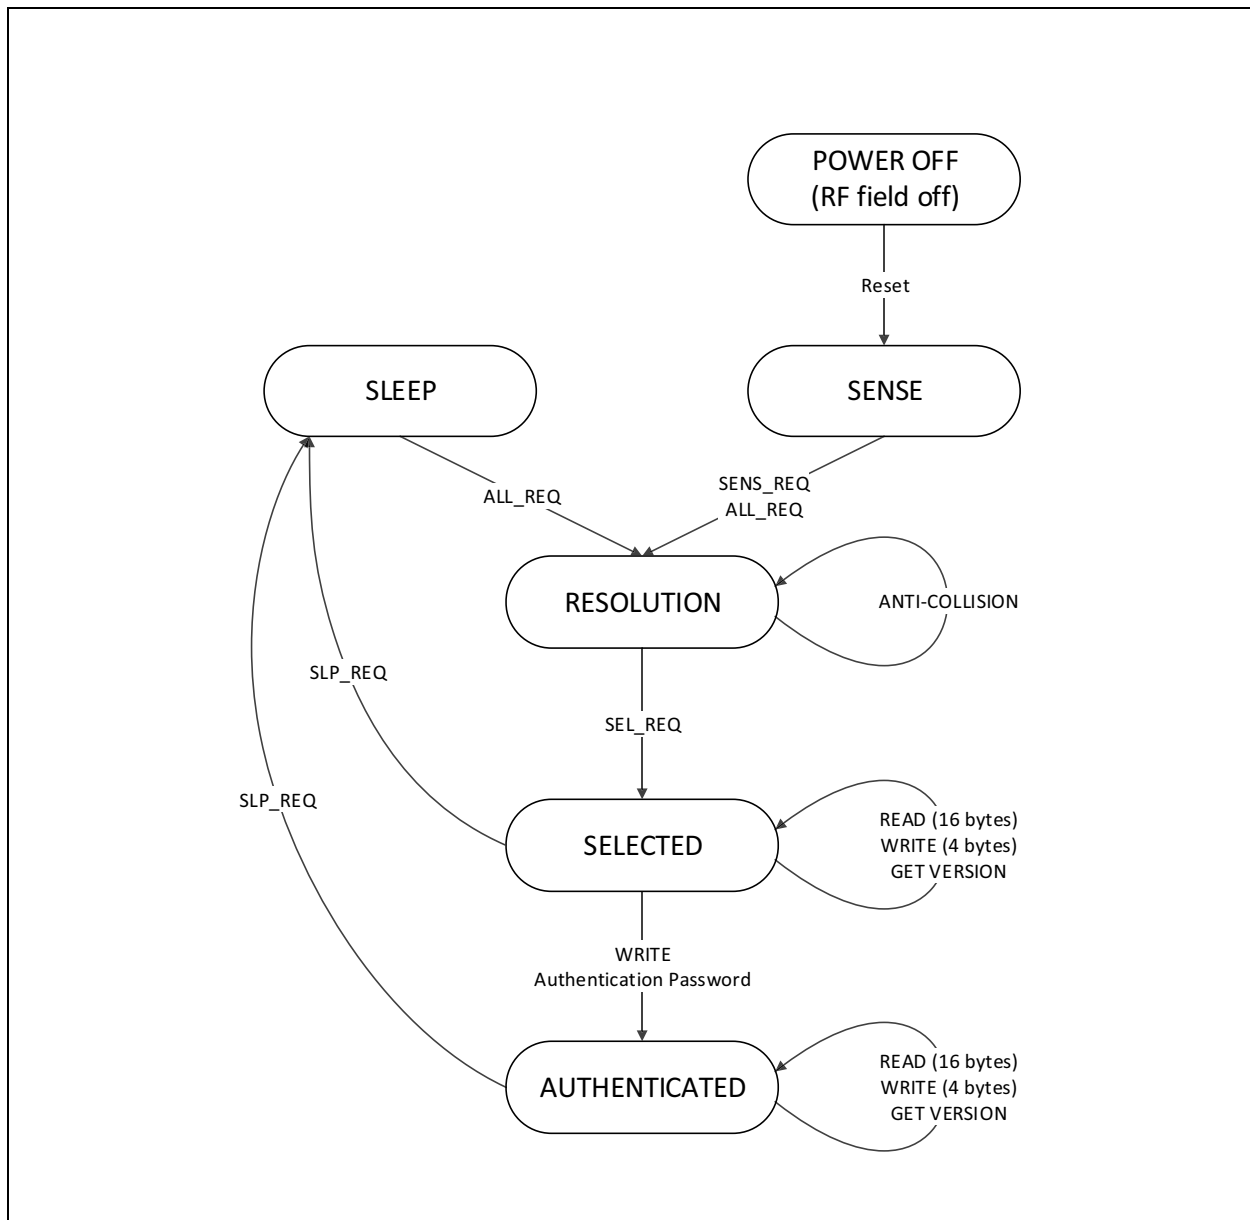 POWER OFF
(RF field off)
Reset
SLEEP
SENSE
ALL_REQ
SENS_REQ
ALL_REQ
RESOLUTION
ANTI-COLLISION
SLP_REQ
SEL_REQ
SLP_REQ
SELECTED
READ (16 bytes)
WRITE (4 bytes)
GET VERSION
WRITE
Authentication Password
AUTHENTICATED
READ (16 bytes)
WRITE (4 bytes)
GET VERSION